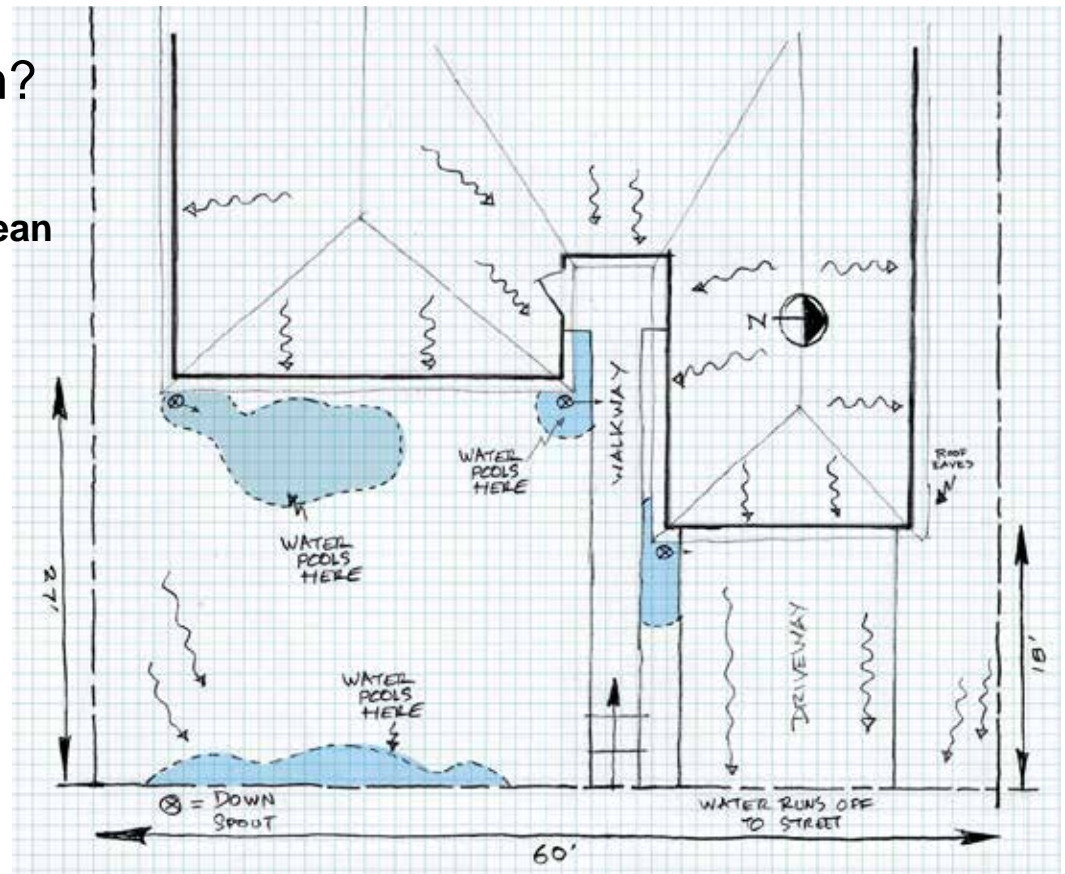 n?
ean
N
WALKWAY
ROOF
EAVES
WATER
POOLS
HERE
WATER
POOLS
HERE
27'
18'
DRIVEWAY
WATER
POOLS
HERE
= DOWN
SPOUT
WATER RUNS OFF
TO STREET
60'